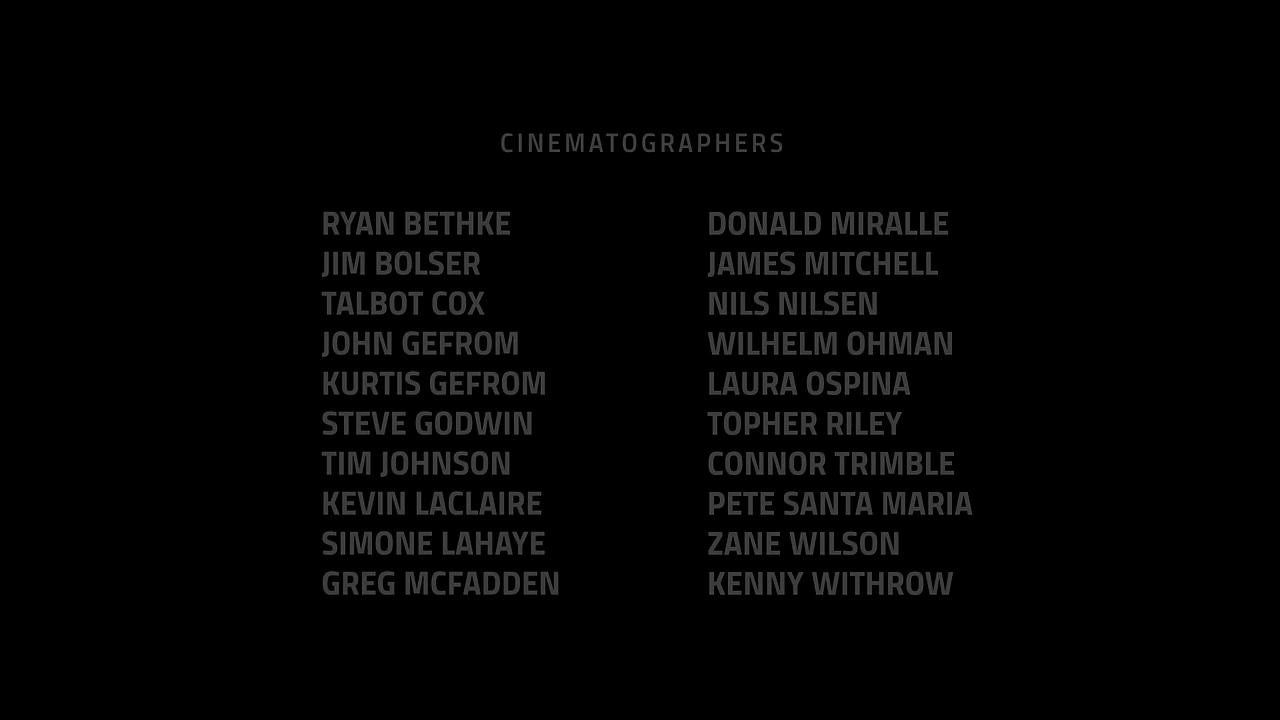 CINEMATOGRAPHERS
RYAN BETHKE
JIM BOLSER
TALBOT COX
JOHN GEFROM
KURTIS GEFROM
STEVE GODWIN
TIM JOHNSON
KEVIN LACLAIRE
SIMONE LAHAYE
GREG MCFADDEN
DONALD MIRALLE
JAMES MITCHELL
NILS NILSEN
WILHELM OHMAN
LAURA OSPINA
TOPHER RILEY
CONNOR TRIMBLE
PETE SANTA MARIA
ZANE WILSON
KENNY WITHROW